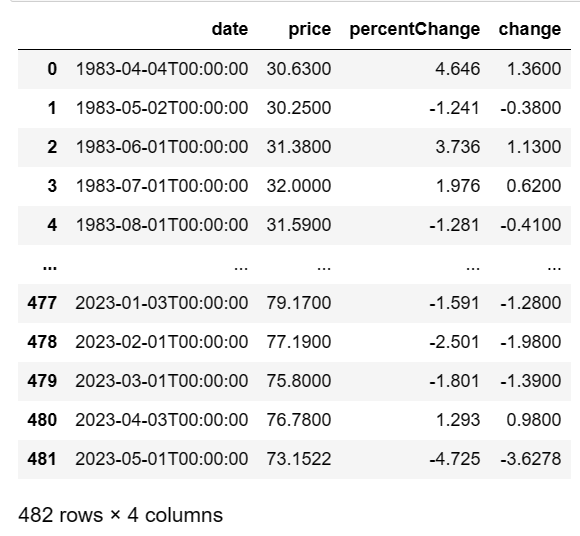 date price percentChange change
0 1983-04-04T00:00:00 30.6300 4.646 1.3600
1 1983-05-02T00:00:00 30.2500 -1.241 -0.3800
2 1983-06-01T00:00:00 31.3800 3.736 1.1300
3 1983-07-01T00:00:00 32.0000 1.976 0.6200
4 1983-08-01T00:00:00 31.5900 -1.281 -0.4100
... ... ... ... ...
477 2023-01-03T00:00:00 79.1700 -1.591 -1.2800
478 2023-02-01T00:00:00 77.1900 -2.501 -1.9800
479 2023-03-01T00:00:00 75.8000 -1.801 -1.3900
480 2023-04-03T00:00:00 76.7800 1.293 0.9800
481 2023-05-01T00:00:00 73.1522 -4.725 -3.6278
482 rows × 4 columns